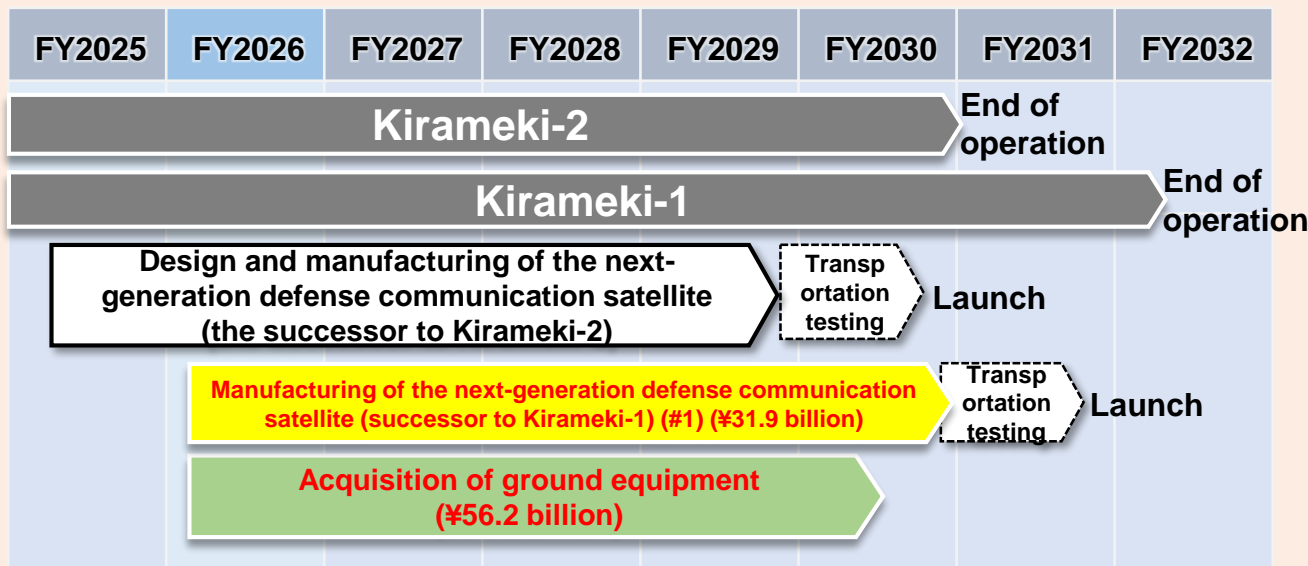 FY2025 FY2026 FY2027 FY2028 FY2029 FY2030 FY2031 FY2032
Kirameki-2
End of
operation
Kirameki-1
End of
operation
Design and manufacturing of the next-
generation defense communication satellite
(the successor to Kirameki-2)
Transp
ortation
testing
Launch
Manufacturing of the next-generation defense communication
satellite (successor to Kirameki-1) (#1) (¥31.9 billion)
Transp
ortation
testing
Launch
Acquisition of ground equipment
(¥56.2 billion)